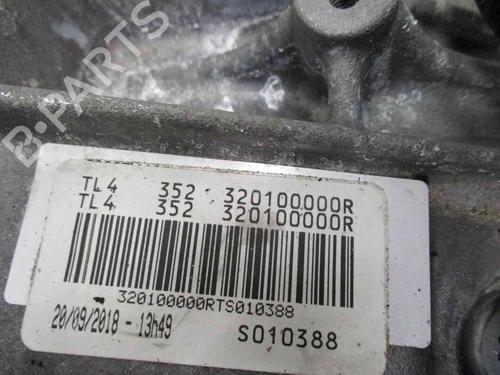 B-PARTS
TL4 352 320100000R
TL4 352 320100000R
320100000RTS010388
20/09/2018 - 13h49 S010388